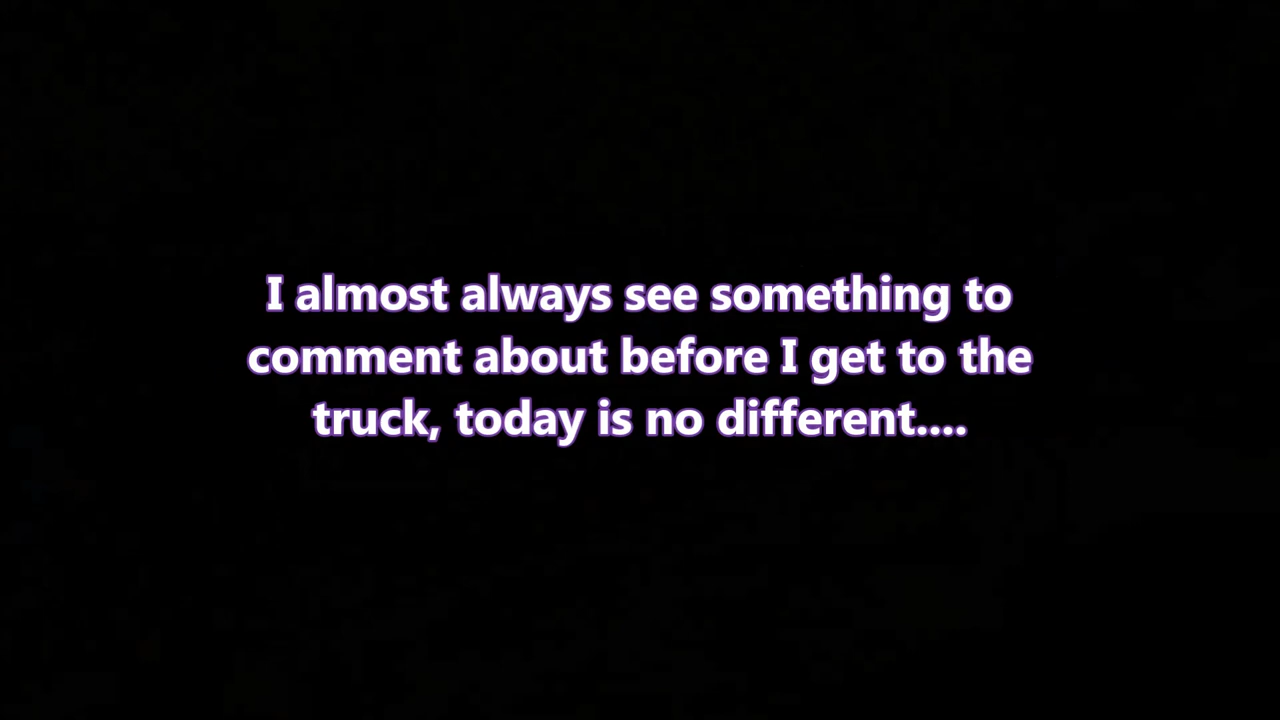 I almost always see something to
comment about before I get to the
truck, today is no different....